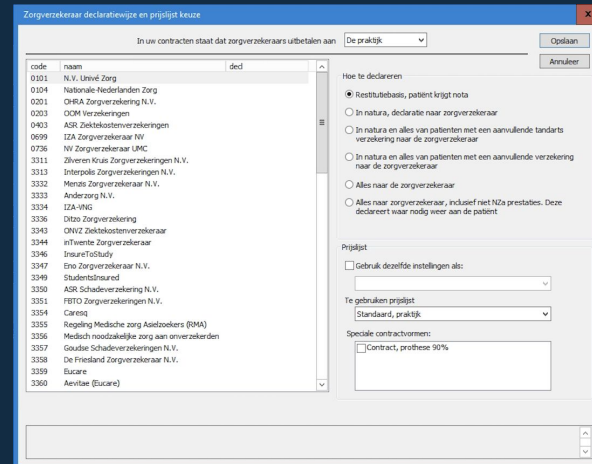 Zorgverzekeraar declaratiewijze en prijslijst keuze
x
In uw contracten staat dat zorgverzekeraars uitbetalen aan De praktijk
Opslaan
Annuleer
code naam decl
0101 N.V. Univé Zorg
0104 Nationale-Nederlanden Zorg
0201 OHRA Zorgverzekering N.V.
0203 OOM Verzekeringen
0403 ASR Ziektekostenverzekeringen
0699 IZA Zorgverzekeraar NV
0736 NV Zorgverzekeraar UMC
3311 Zilveren Kruis Zorgverzekeringen N.V.
3313 Interpolis Zorgverzekeringen N.V.
3332 Menzis Zorgverzekeraar N.V.
3333 Anderzorg N.V.
3334 IZA-VNG
3336 Ditzo Zorgverzekering
3343 ONVZ Ziektekostenverzekeraar
3344 inTwente Zorgverzekeraar
3346 InsureToStudy
3347 Eno Zorgverzekeraar N.V.
3349 StudentsInsured
3350 ASR Schadeverzekering N.V.
3351 FBTO Zorgverzekeringen N.V.
3354 Caresq
3355 Regeling Medische zorg Asielzoekers (RMA)
3356 Medisch noodzakelijke zorg aan onverzekerden
3357 Goudse Schadeverzekeringen N.V.
3358 De Friesland Zorgverzekeraar N.V.
3359 Eucare
3360 Aevitae (Eucare)
Hoe te declareren
Restitutiebasis, patiënt krijgt nota
In natura, declaratie naar zorgverzekeraar
In natura en alles van patienten met een aanvullende tandarts
verzekering naar de zorgverzekeraar
In natura en alles van patienten met een aanvullende verzekering
naar de zorgverzekeraar
Alles naar de zorgverzekeraar
Alles naar zorgverzekeraar, inclusief niet NZa prestaties. Deze
declareert waar nodig weer aan de patiënt
Prijslijst
Gebruik dezelfde instellingen als:
Te gebruiken prijslijst
Standaard, praktijk
Speciale contractvormen:
Contract, prothese 90%